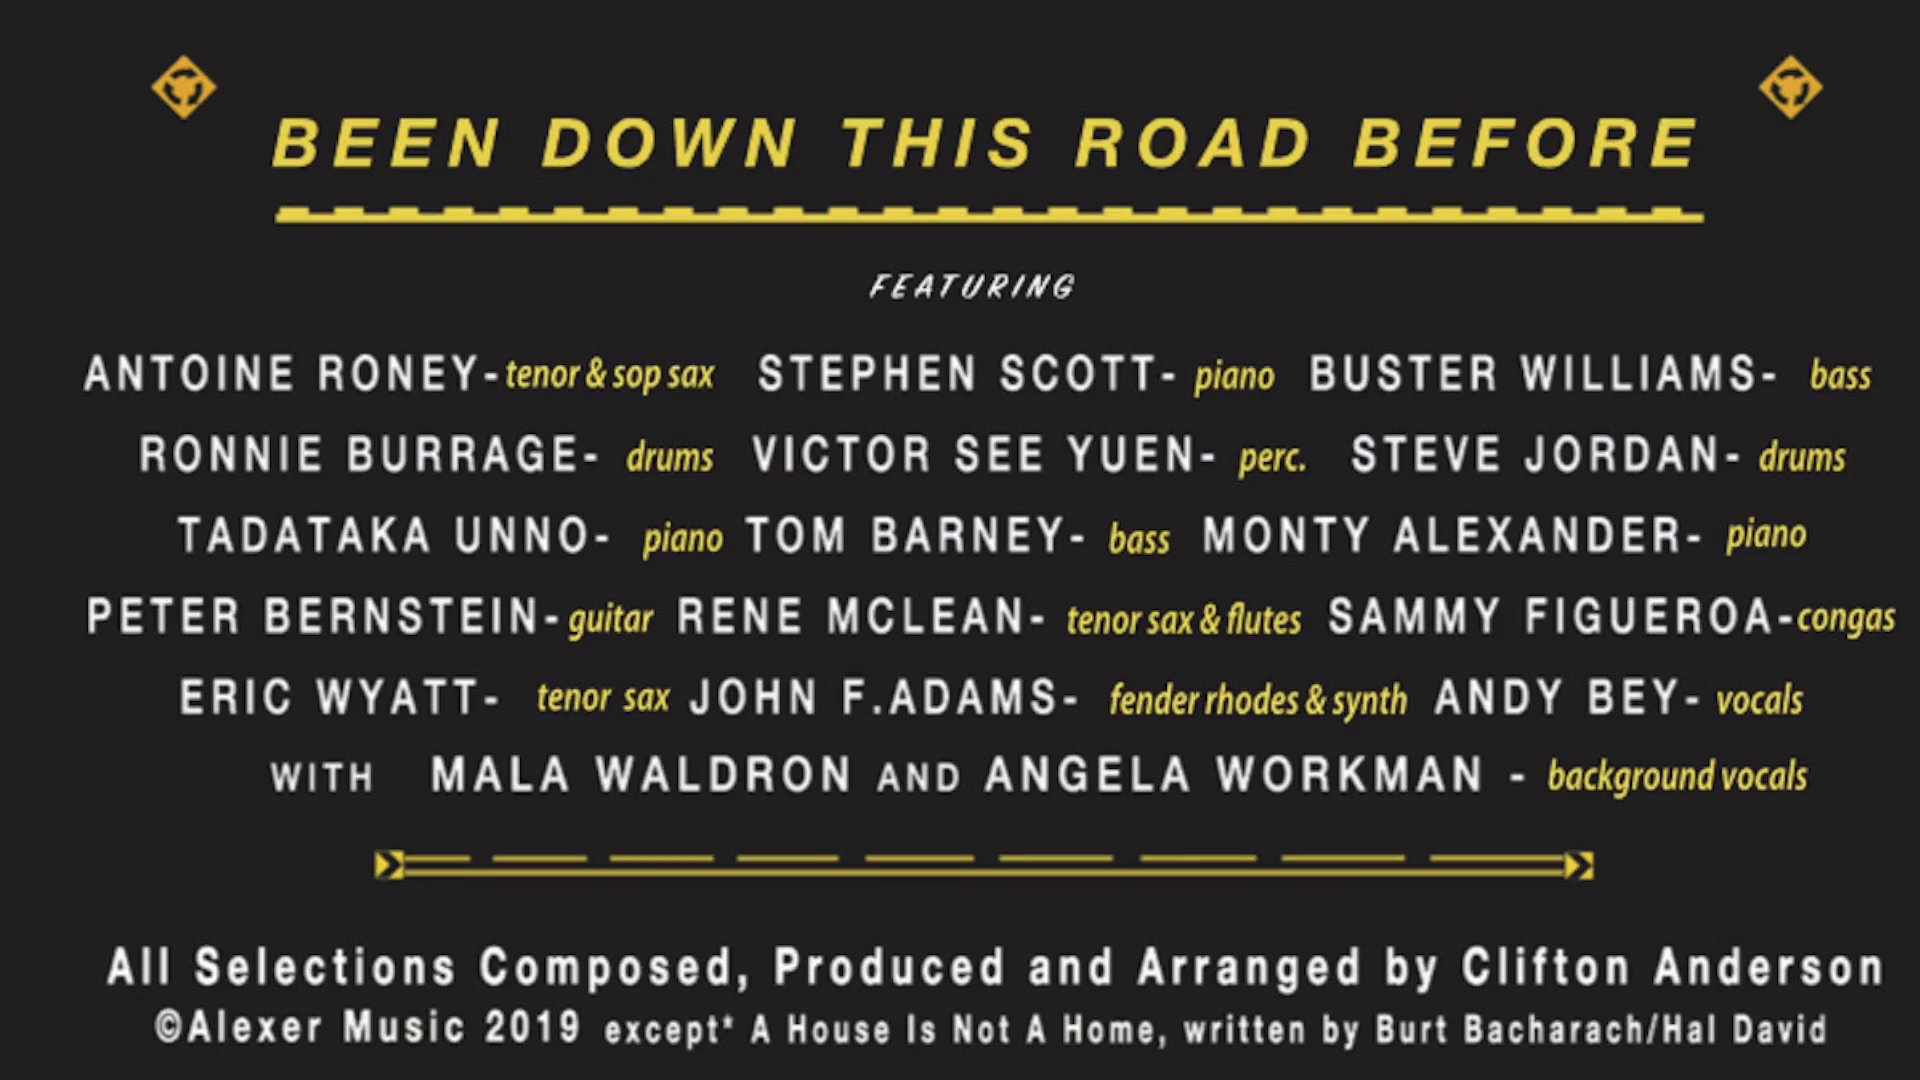 BEEN DOWN THIS ROAD BEFORE
FEATURING
ANTOINE RONEY- tenor & sop sax STEPHEN SCOTT- piano BUSTER WILLIAMS- bass
RONNIE BURRAGE- drums VICTOR SEE YUEN- perc. STEVE JORDAN- drums
TADATAKA UNNO- piano TOM BARNEY- bass MONTY ALEXANDER- piano
PETER BERNSTEIN- guitar RENE MCLEAN- tenor sax & flutes SAMMY FIGUEROA- congas
ERIC WYATT- tenor sax JOHN F.ADAMS- fender rhodes & synth ANDY BEY- vocals
WITH MALA WALDRON AND ANGELA WORKMAN - background vocals
All Selections Composed, Produced and Arranged by Clifton Anderson
©Alexer Music 2019 except* A House Is Not A Home, written by Burt Bacharach/Hal David